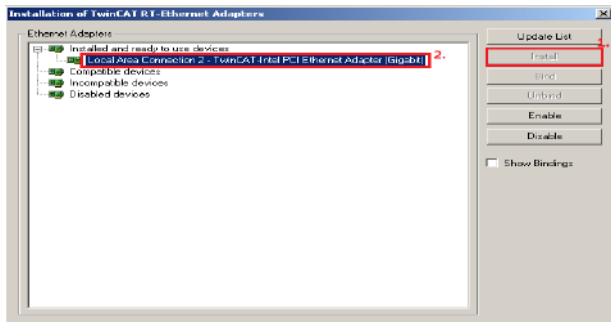 Installation of TwinCAT RT-Ethernet Adapters
Ethernet Adapters
Installed and ready to use devices
Local Area Connection 2 - TwinCAT-Intel PCI Ethernet Adapter (Gigabit)
2.
Compatible devices
Incompatible devices
Disabled devices
Update List
1.
Install
Bind
Unbind
Enable
Disable
Show Bindings